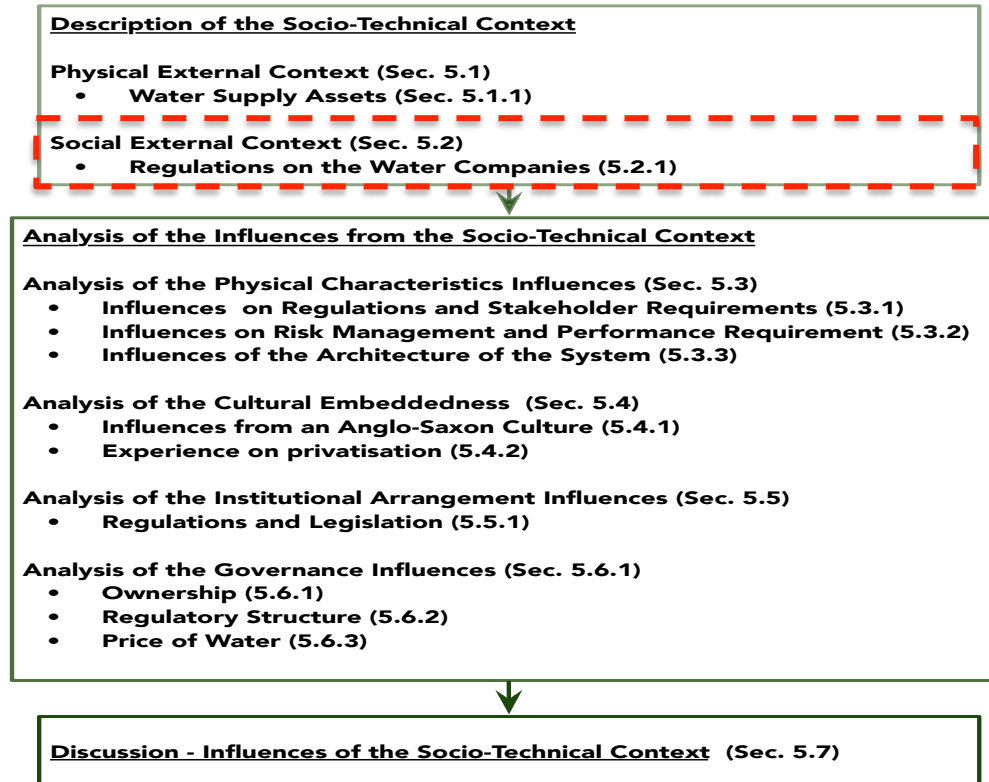 Description of the Socio-Technical Context
Physical External Context (Sec. 5.1)
• Water Supply Assets (Sec. 5.1.1)
Social External Context (Sec. 5.2)
• Regulations on the Water Companies (5.2.1)
Analysis of the Influences from the Socio-Technical Context
Analysis of the Physical Characteristics Influences (Sec. 5.3)
• Influences on Regulations and Stakeholder Requirements (5.3.1)
• Influences on Risk Management and Performance Requirement (5.3.2)
• Influences of the Architecture of the System (5.3.3)
Analysis of the Cultural Embeddedness (Sec. 5.4)
• Influences from an Anglo-Saxon Culture (5.4.1)
• Experience on privatisation (5.4.2)
Analysis of the Institutional Arrangement Influences (Sec. 5.5)
• Regulations and Legislation (5.5.1)
Analysis of the Governance Influences (Sec. 5.6.1)
• Ownership (5.6.1)
• Regulatory Structure (5.6.2)
• Price of Water (5.6.3)
Discussion - Influences of the Socio-Technical Context (Sec. 5.7)